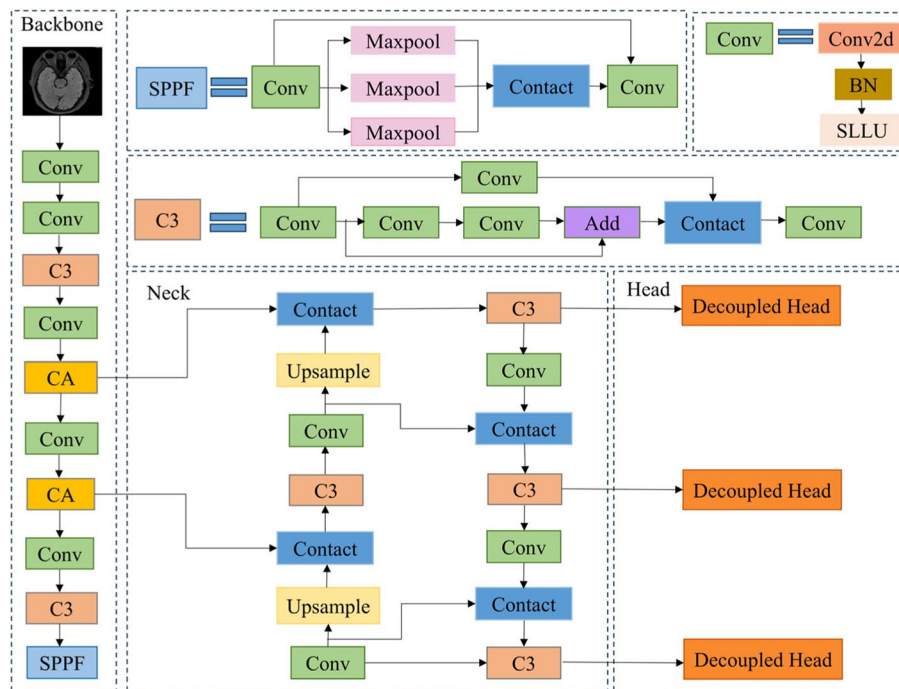 Backbone
Conv
Conv
C3
Conv
CA
Conv
CA
Conv
C3
SPPF
SPPF
Conv
Maxpool
Maxpool
Maxpool
Contact
Conv
Conv
Conv2d
BN
SLLU
C3
Conv
Conv
Conv
Conv
Add
Contact
Conv
Neck
Contact
Upsample
Conv
C3
Contact
Upsample
Conv
C3
Conv
Contact
C3
Conv
Contact
C3
Head
Decoupled Head
Decoupled Head
Decoupled Head